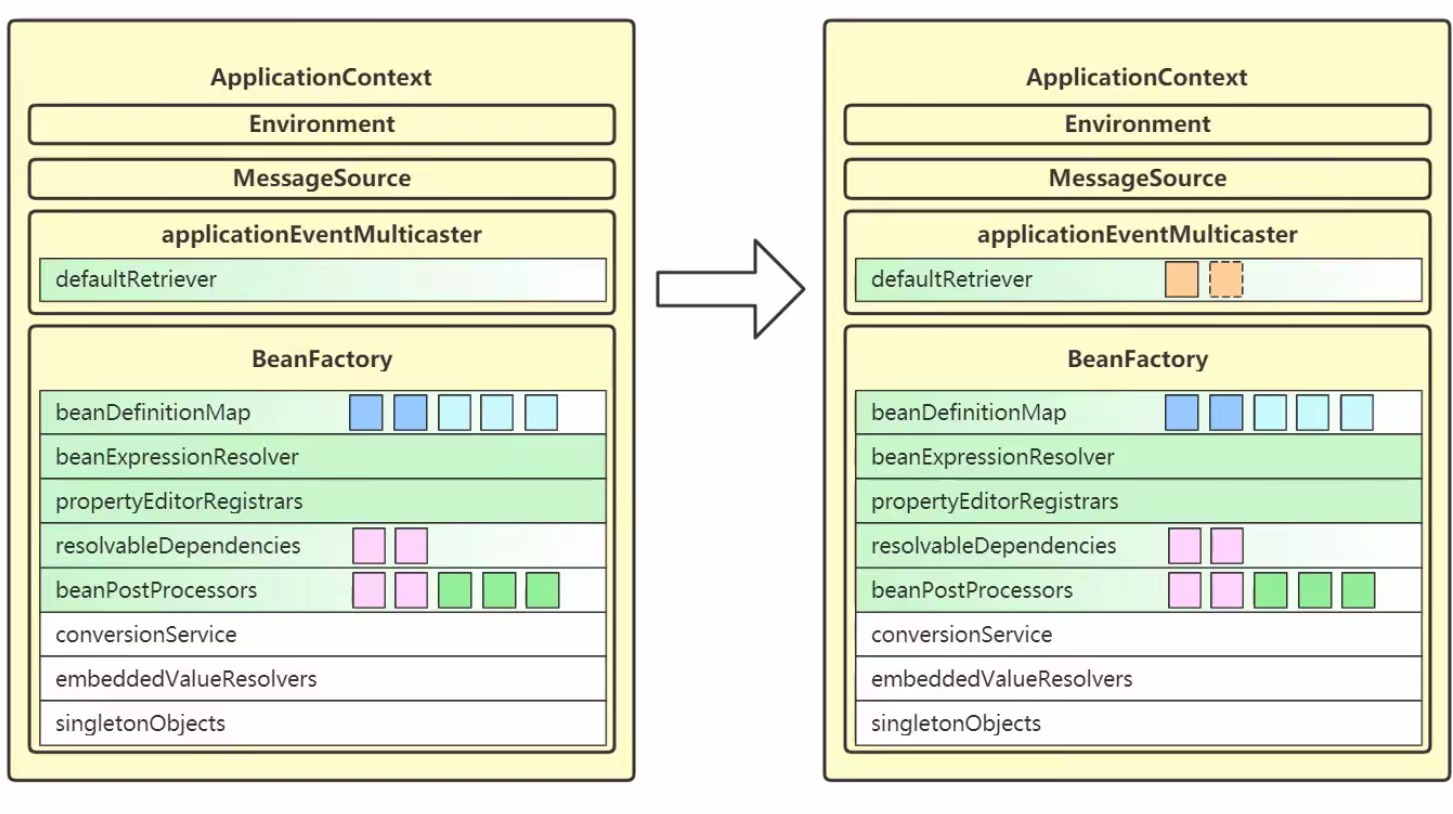 ApplicationContext
Environment
MessageSource
applicationEventMulticaster
defaultRetriever
BeanFactory
beanDefinitionMap
beanExpressionResolver
propertyEditorRegistrars
resolvableDependencies
beanPostProcessors
conversionService
embeddedValueResolvers
singletonObjects
ApplicationContext
Environment
MessageSource
applicationEventMulticaster
defaultRetriever
BeanFactory
beanDefinitionMap
beanExpressionResolver
propertyEditorRegistrars
resolvableDependencies
beanPostProcessors
conversionService
embeddedValueResolvers
singletonObjects